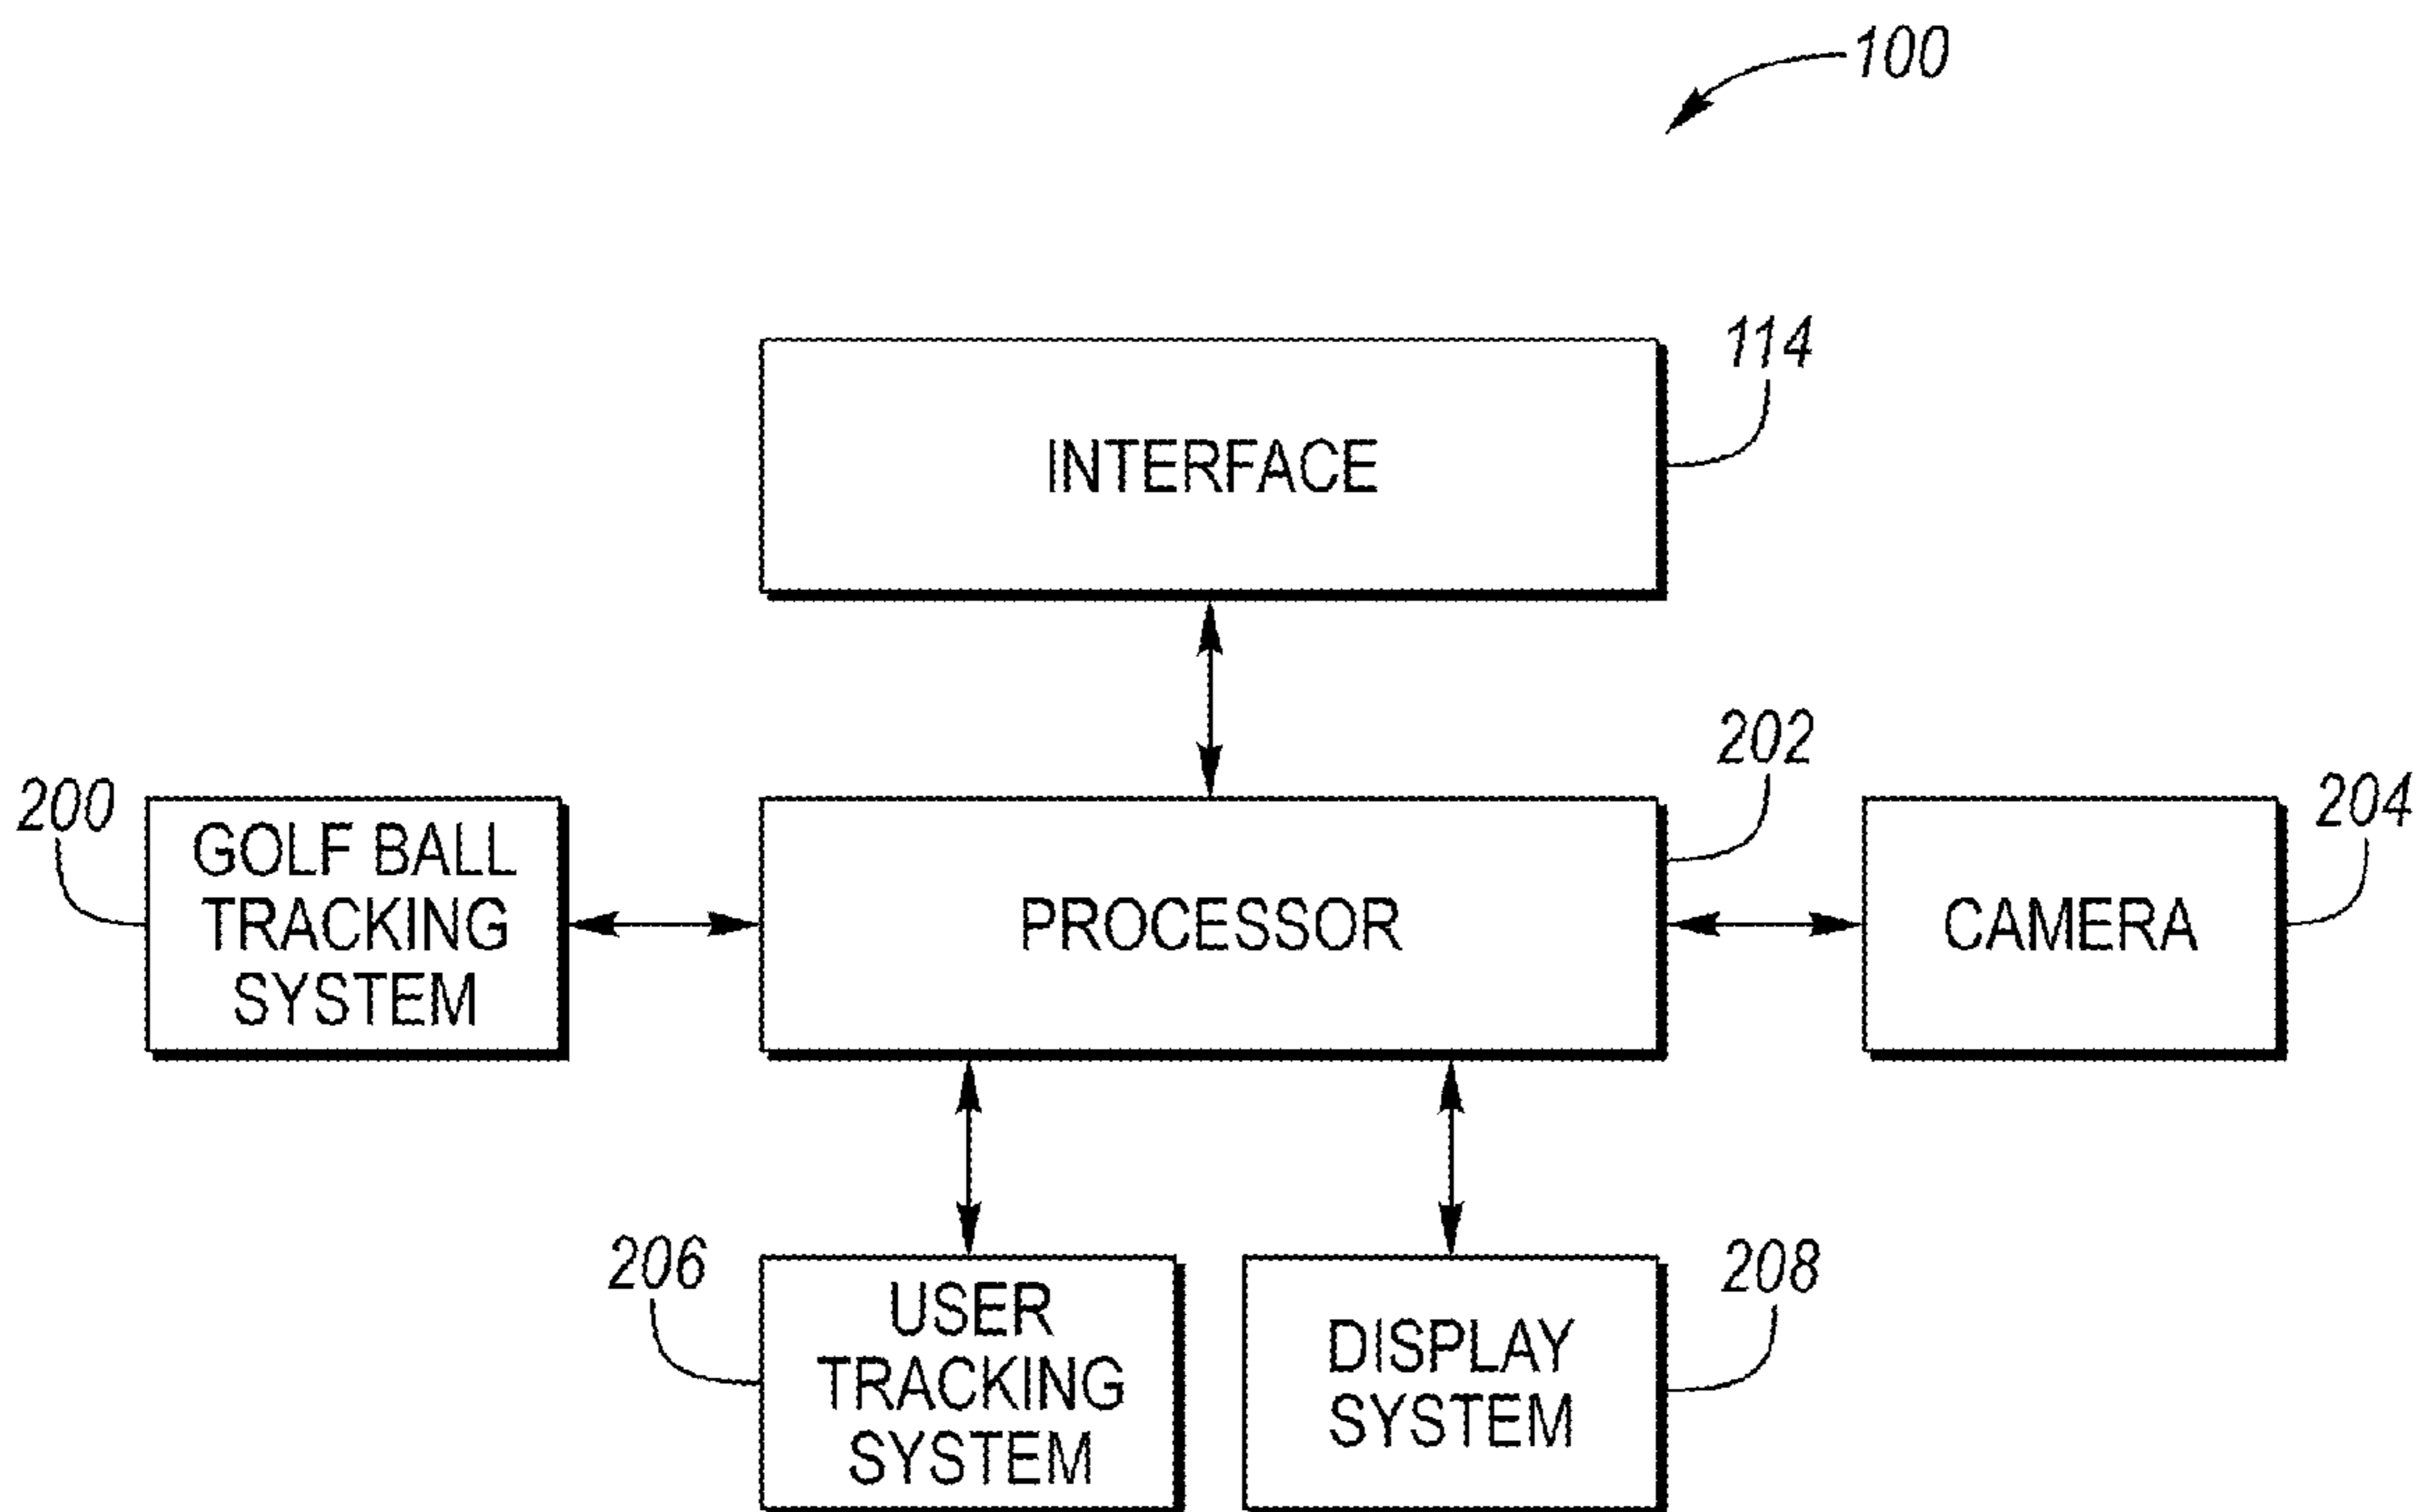 100
114
INTERFACE
202
200
204
GOLF BALL
TRACKING
SYSTEM
PROCESSOR
CAMERA
206
208
USER
TRACKING
SYSTEM
DISPLAY
SYSTEM